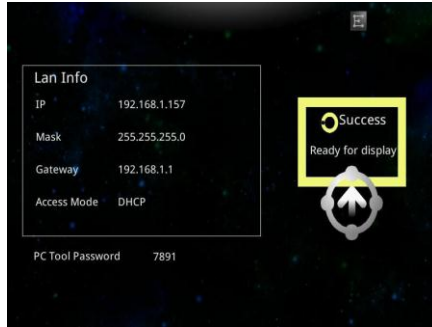 Lan Info
IP 192.168.1.157
Mask 255.255.255.0
Gateway 192.168.1.1
Access Mode DHCP
PC Tool Password 7891
Success
Ready for display